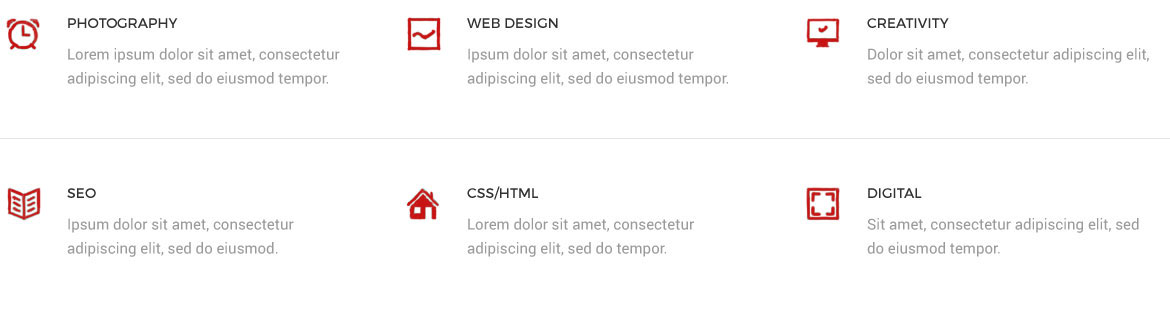 PHOTOGRAPHY
Lorem ipsum dolor sit amet, consectetur
adipiscing elit, sed do eiusmod tempor.
WEB DESIGN
Ipsum dolor sit amet, consectetur
adipiscing elit, sed do eiusmod tempor.
CREATIVITY
Dolor sit amet, consectetur adipiscing elit,
sed do eiusmod tempor.
SEO
Ipsum dolor sit amet, consectetur
adipiscing elit, sed do eiusmod.
CSS/HTML
Lorem dolor sit amet, consectetur
adipiscing elit, sed do tempor.
DIGITAL
Sit amet, consectetur adipiscing elit, sed
do eiusmod tempor.